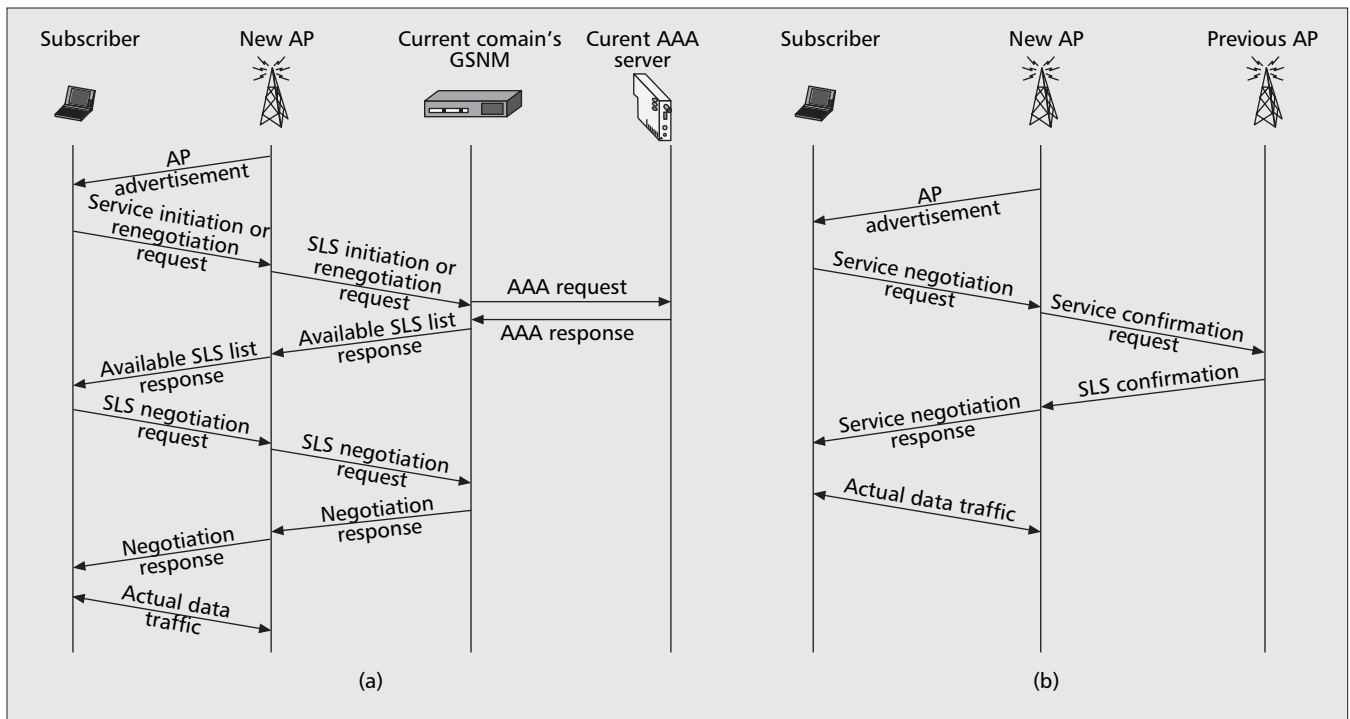 Subscriber
New AP
Current comain's
GSNM
Curent AAA
server
AP
advertisement
Service initiation or
renegotiation
request
SLS initiation or
renegotiation
request
AAA request
AAA response
Available SLS list
response
Available SLS list
response
SLS negotiation
request
SLS negotiation
request
Negotiation
response
Negotiation
response
Actual data
traffic
(a)
Subscriber
New AP
Previous AP
AP
advertisement
Service negotiation
request
Service confirmation
request
SLS confirmation
Service negotiation
response
Actual data traffic
(b)